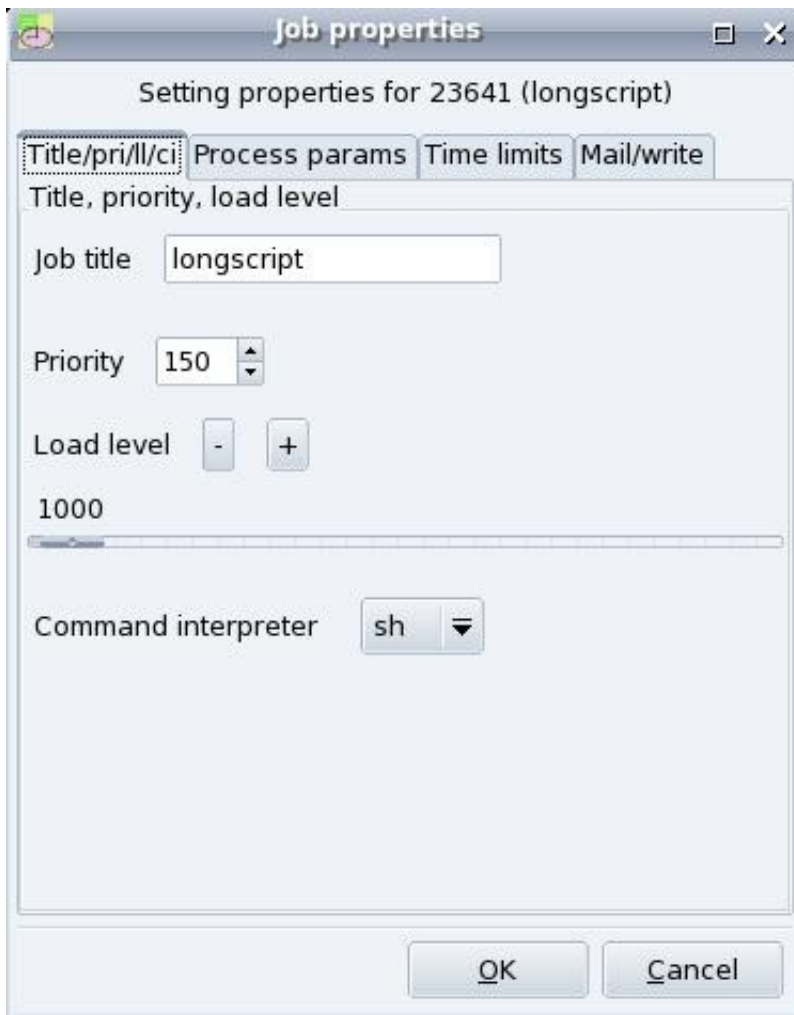 Job properties
Setting properties for 23641 (longscript)
Title/pri/ll/ci Process params Time limits Mail/write
Title, priority, load level
Job title longscript
Priority 150
Load level - +
1000
Command interpreter sh
OK Cancel